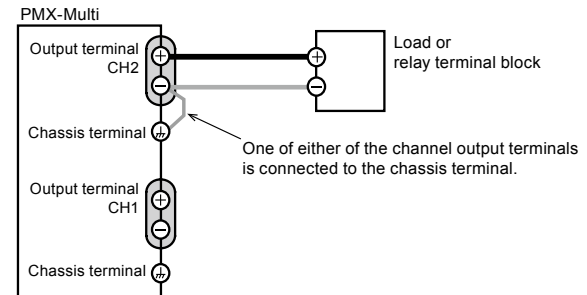 PMX-Multi
Output terminal
CH2
+
−
Load or
relay terminal block
+
−
Chassis terminal
One of either of the channel output terminals
is connected to the chassis terminal.
Output terminal
CH1
+
−
Chassis terminal